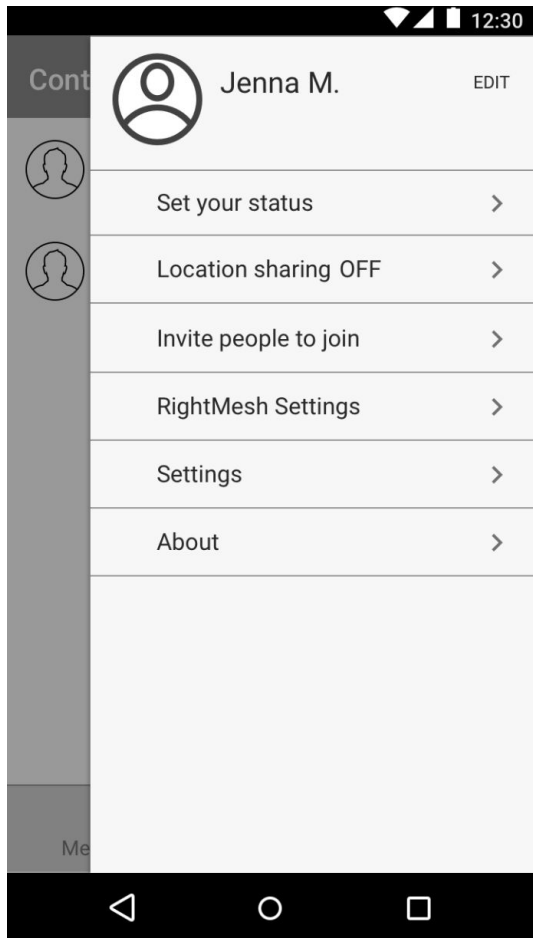 12:30
Cont
Jenna M.
EDIT
Set your status
Location sharing OFF
Invite people to join
RightMesh Settings
Settings
About
Me